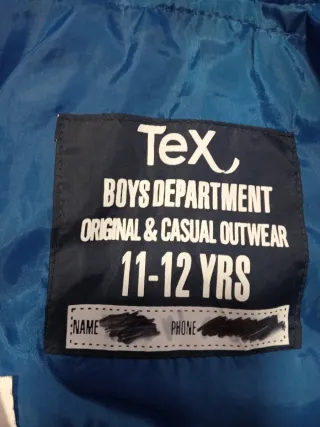 Tex
BOYS DEPARTMENT
ORIGINAL & CASUAL OUTWEAR
11-12 YRS
NAME PHONE